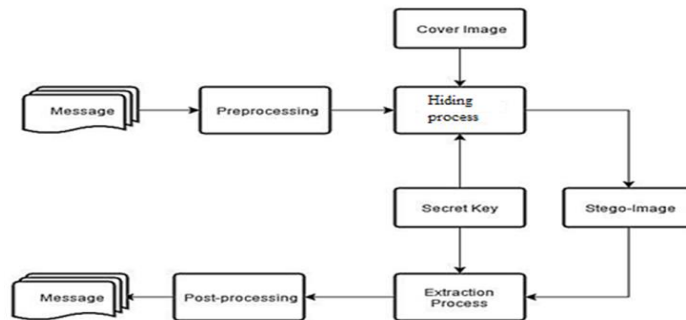 Cover Image
Message
Preprocessing
Hiding
process
Secret Key
Stego-Image
Message
Post-processing
Extraction
Process